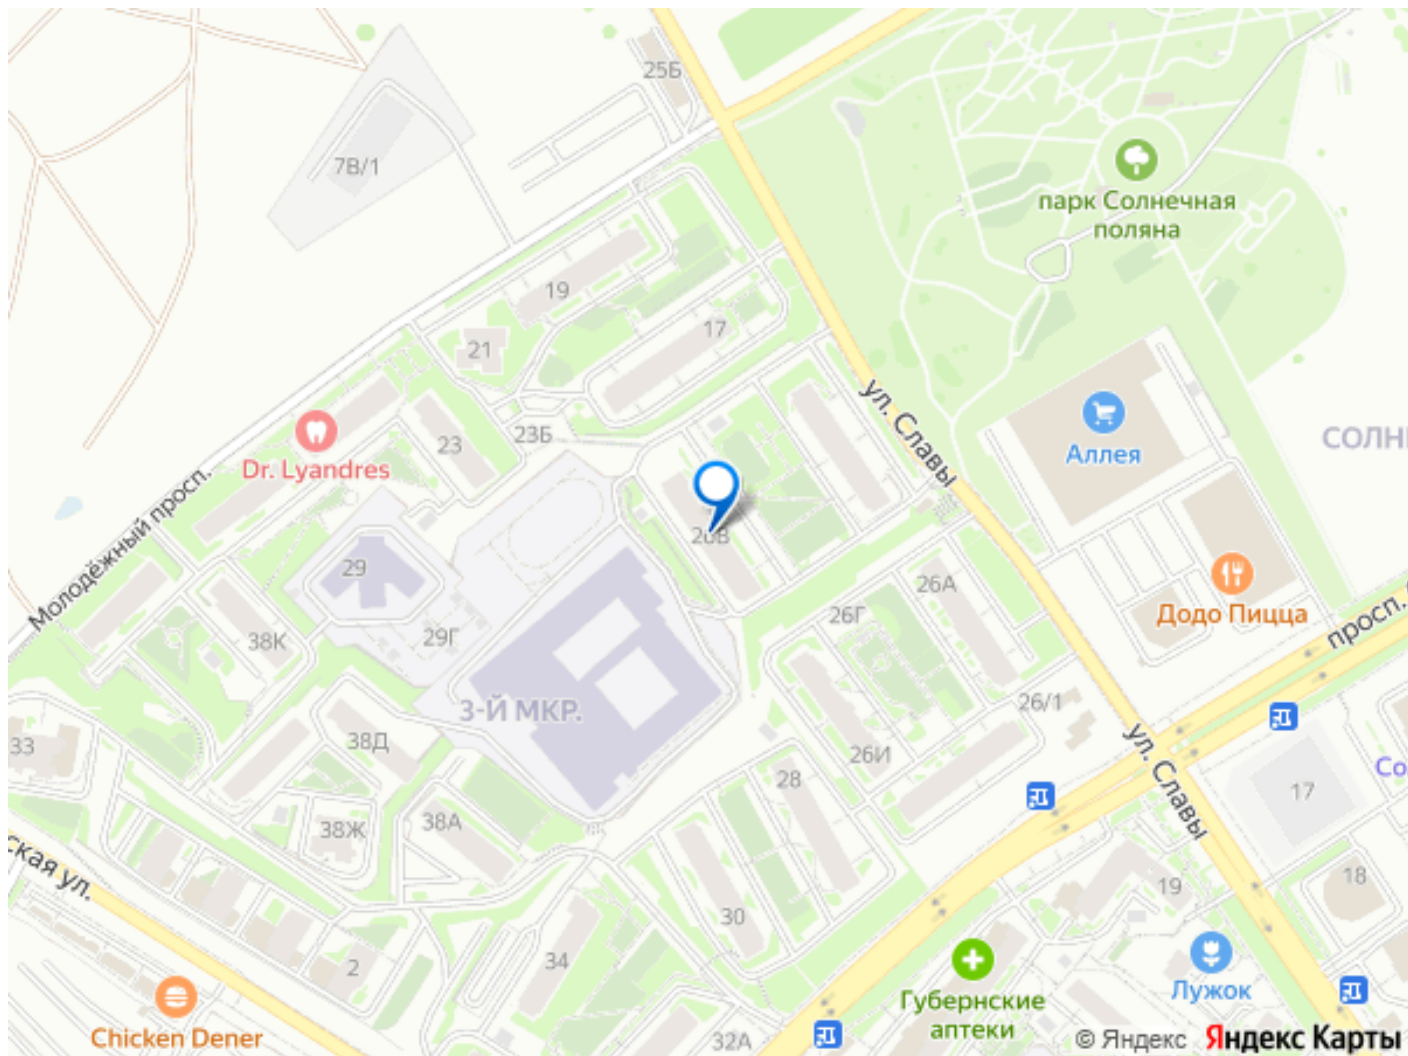 25Б
7В/1
парк Солнечная
поляна
19
17
21
ул. Славы
Аллея
СОЛН
23Б
23
Dr. Lyandres
Молодёжный просп.
26В
29
26А
Додо Пицца
просп.
26Г
29Г
38К
3-Й МКР.
26/1
33
38Д
26И
ул. Славы
Со
28
17
38А
38Ж
ская ул.
18
19
30
34
2
Губернские
аптеки
Лужок
Chicken Dener
32А
© Яндекс Яндекс Карты